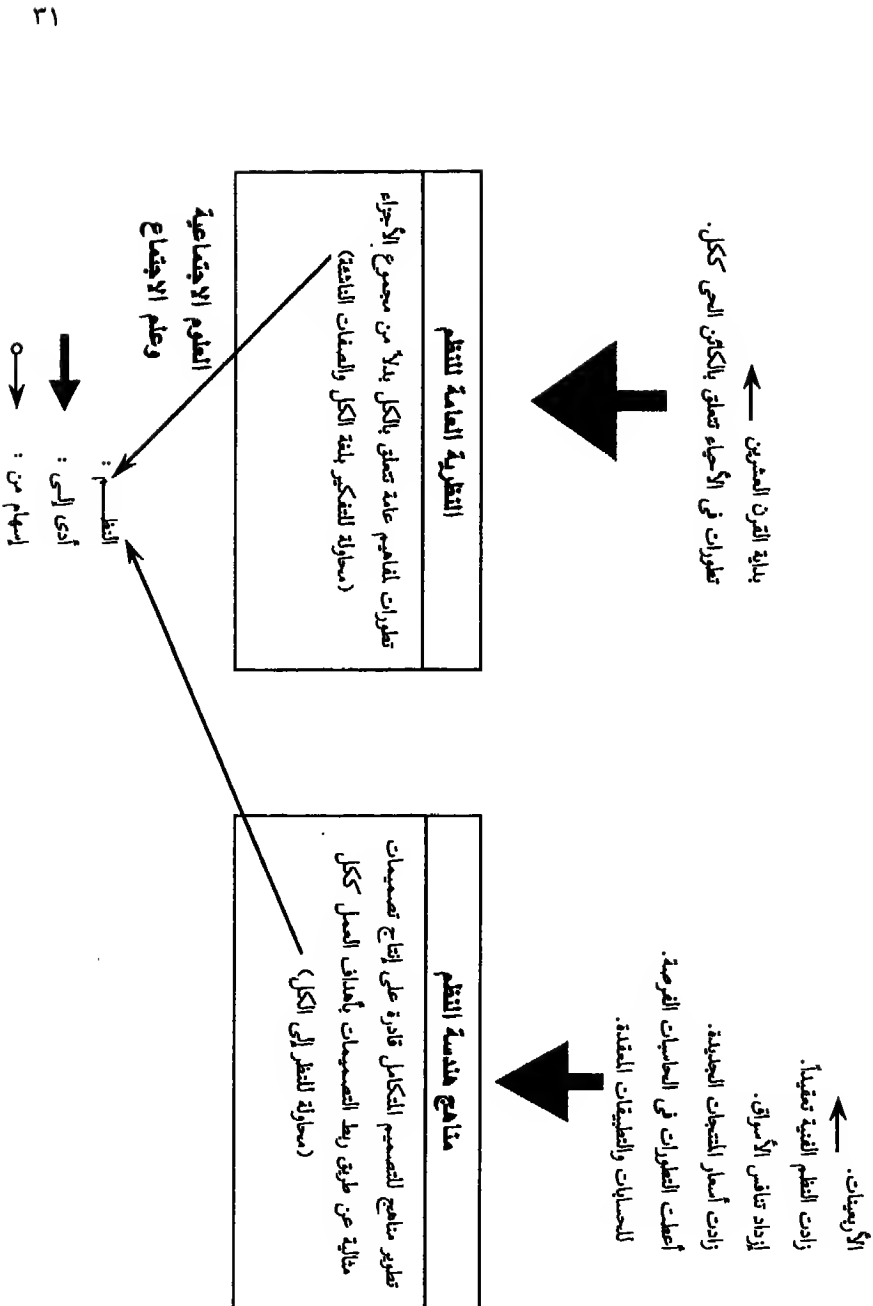 ٣١
بداية القرن العشرين
تطورات فى الأحياء تتعلق بالكائن الحى ككل.
النظرية العامة للنظم
تطورات لمفاهيم عامة تتعلق بالكل بدلاً من مجموع الأجزاء
(محاولة للتفكير بلغة الكل والصفات الناشئة)
العلوم الاجتماعية
وعلم الاجتماع
الأربعينات.
زادت النظم الفنية تعقيداً.
إزداد تنافس الأسواق.
زادت أسعار المنتجات الجديدة.
أعطت التطورات فى الحاسبات الفرصة
للحسابات والتطبيقات المعقدة.
مناهج هندسة النظم
تطوير مناهج للتصميم المتكامل قادرة على إنتاج تصميمات
مثالية عن طريق ربط التصميمات بأهداف العمل ككل
(محاولة للنظر إلى الكل)
النظـــم :
أدى إلـى :
إسهام من :